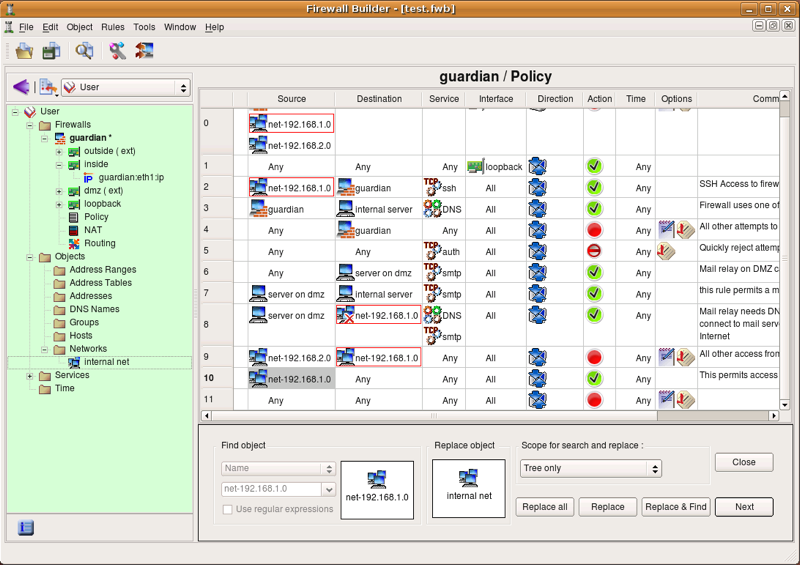 Firewall Builder - [test.fwb]
File Edit Object Rules Tools Window Help
User
guardian / Policy
Source Destination Service Interface Direction Action Time Options Comm
User
Firewalls
guardian *
outside ( ext)
inside
guardian:eth1:ip
dmz ( ext)
loopback
Policy
NAT
Routing
Objects
Address Ranges
Address Tables
Addresses
DNS Names
Groups
Hosts
Networks
internal net
Services
Time
0 net-192.168.1.0
net-192.168.2.0
1 Any Any Any loopback Any
2 net-192.168.1.0 guardian TCP ssh All Any SSH Access to firew
3 guardian internal server DNS All Any Firewall uses one of
4 Any guardian Any All Any All other attempts to
5 Any Any TCP auth All Any Quickly reject attemp
6 Any server on dmz TCP smtp All Any Mail relay on DMZ c
7 server on dmz internal server TCP smtp All Any this rule permits a m
8 server on dmz net-192.168.1.0 DNS All Any Mail relay needs DN
TCP smtp connect to mail serv
Internet
9 net-192.168.2.0 net-192.168.1.0 Any All Any All other access from
10 net-192.168.1.0 Any Any All Any This permits access
11 Any Any Any All Any
Find object
Name
net-192.168.1.0
Use regular expressions
net-192.168.1.0
Replace object
internal net
Scope for search and replace :
Tree only
Close
Replace all Replace Replace & Find Next